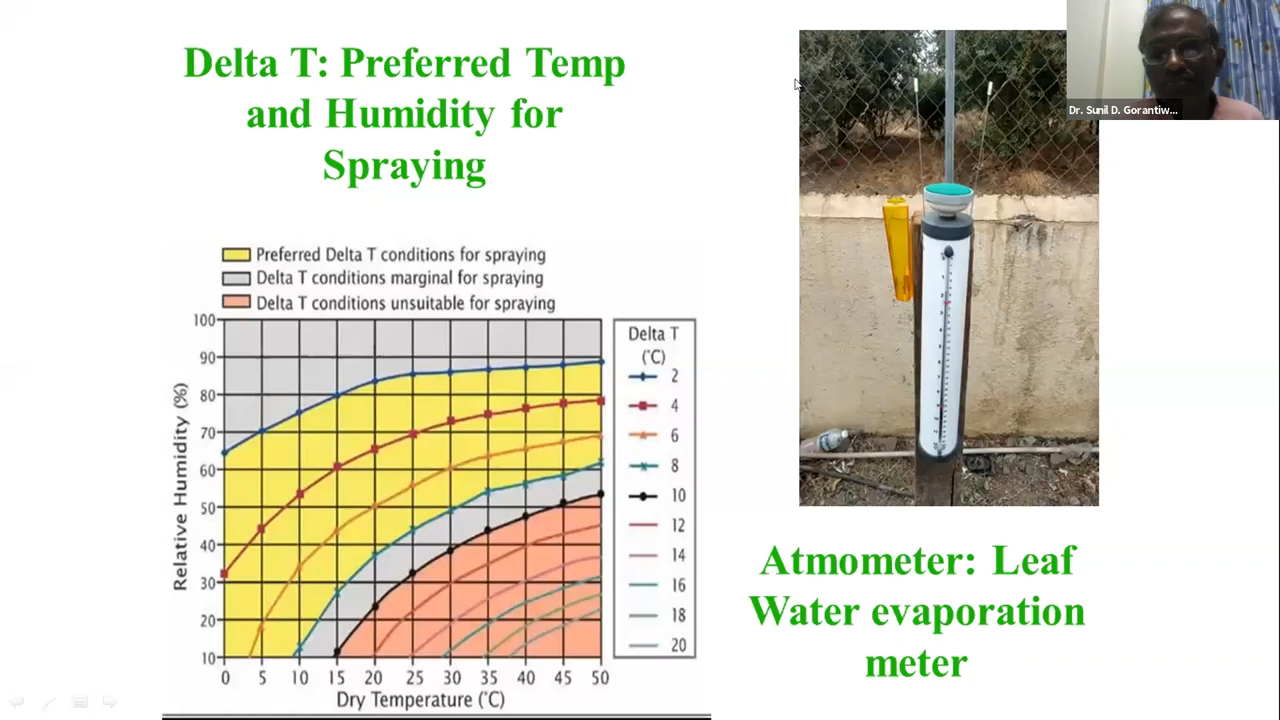 Delta T: Preferred Temp
and Humidity for
Spraying
Dr. Sunil D. Gorantiw...
Preferred Delta T conditions for spraying
Delta T conditions marginal for spraying
Delta T conditions unsuitable for spraying
Relative Humidity (%)
100
90
80
70
60
50
40
30
20
10
0 5 10 15 20 25 30 35 40 45 50
Dry Temperature (°C)
Delta T
(°C)
2
4
6
8
10
12
14
16
18
20
Atmometer: Leaf
Water evaporation
meter